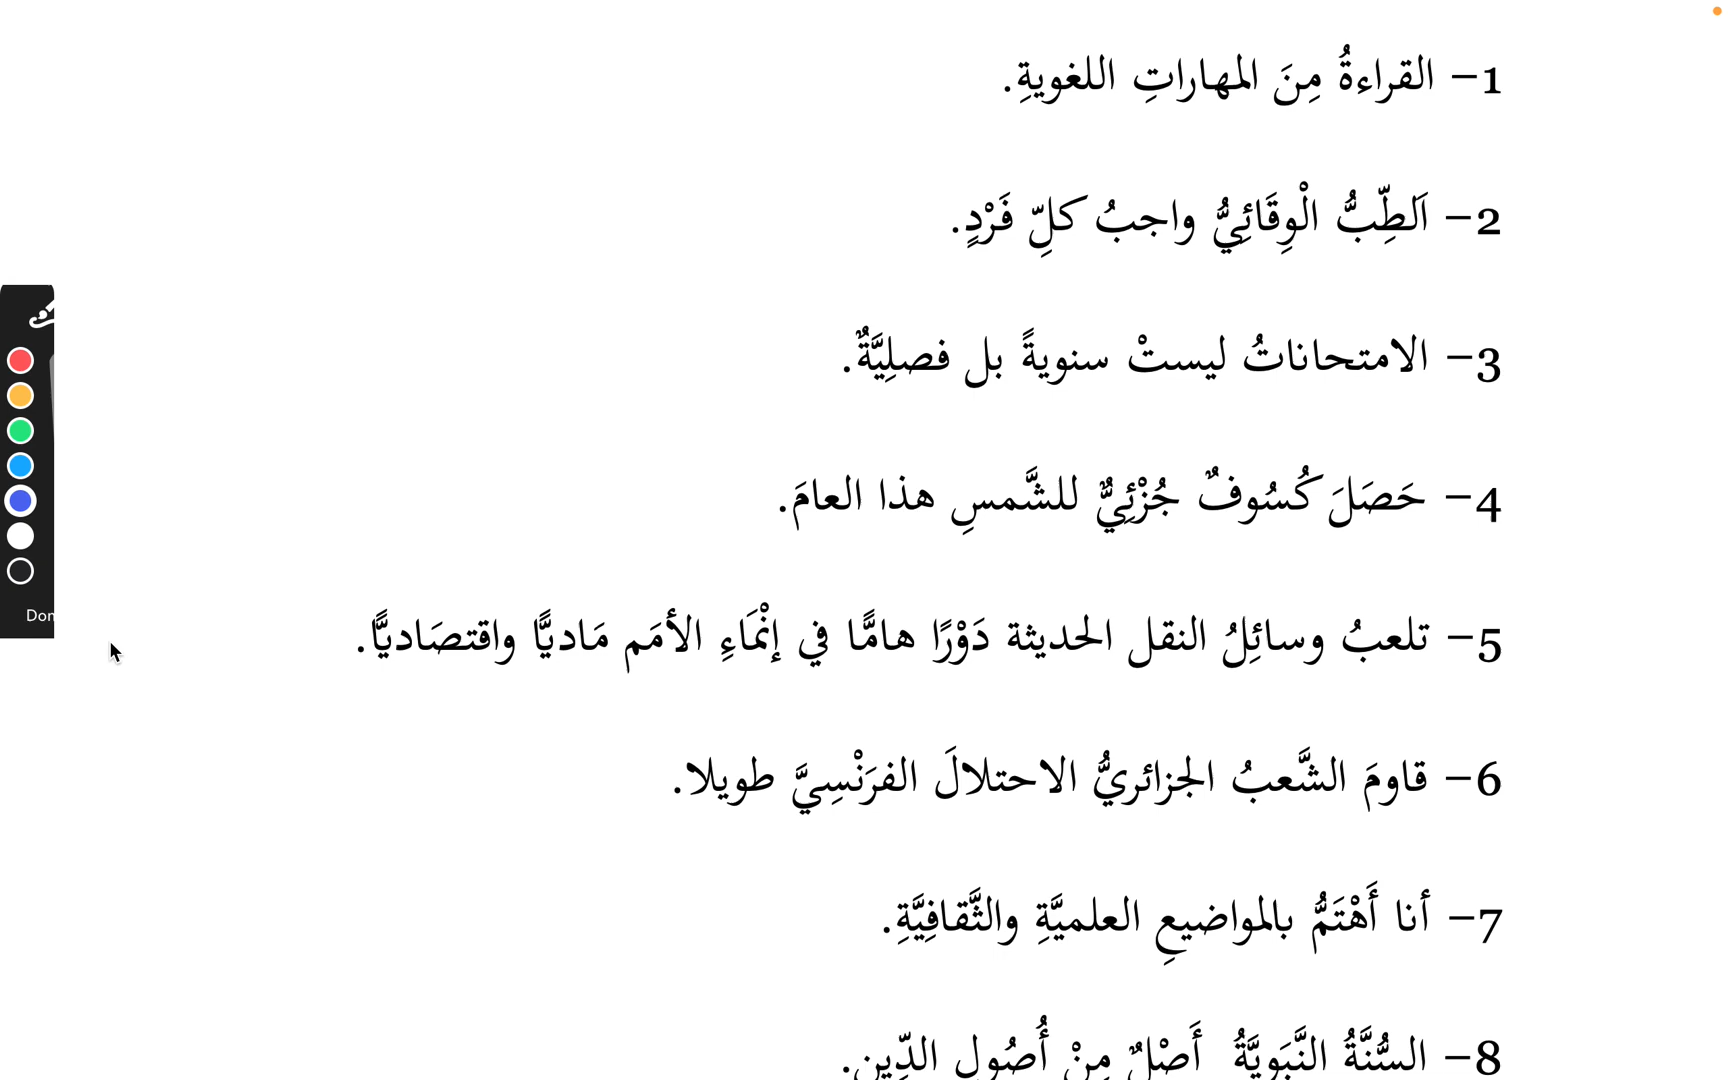 1– القراءةُ مِنَ المهاراتِ اللغويةِ.
2– اَلطِّبُّ الْوِقَائِيُّ واجبُ كلِّ فَرْدٍ.
3– الامتحاناتُ ليستْ سنويةً بل فصلِيَّةٌ.
4– حَصَلَ كُسُوفٌ جُزْئِيٌّ للشَّمسِ هذا العامَ.
5– تلعبُ وسائِلُ النقل الحديثة دَوْرًا هامًّا في إنْمَاءِ الأمَم مَاديًّا واقتصَاديًّا.
6– قاومَ الشَّعبُ الجزائريُّ الاحتلالَ الفرَنْسِيَّ طويلا.
7– أنا أَهْتَمُّ بالمواضيعِ العلميَّةِ والثَّقافِيَّةِ.
8– السُّنَّةُ النَّبَويَّةُ أَصْلٌ مِنْ أُصُولِ الدِّينِ.
Don